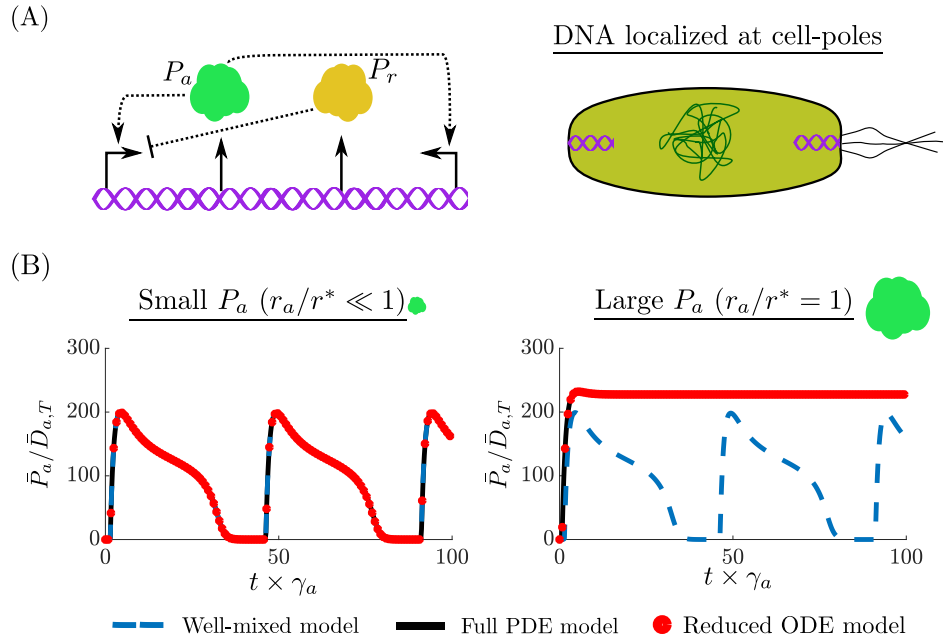 (A)
P_a
P_r
DNA localized at cell-poles
(B)
Small P_a (r_a/r* ≪ 1)
Large P_a (r_a/r* = 1)
300
200
100
0
P̄_a/D̄_{a,T}
0
50
100
t × γ_a
300
200
100
0
P̄_a/D̄_{a,T}
0
50
100
t × γ_a
Well-mixed model
Full PDE model
Reduced ODE model